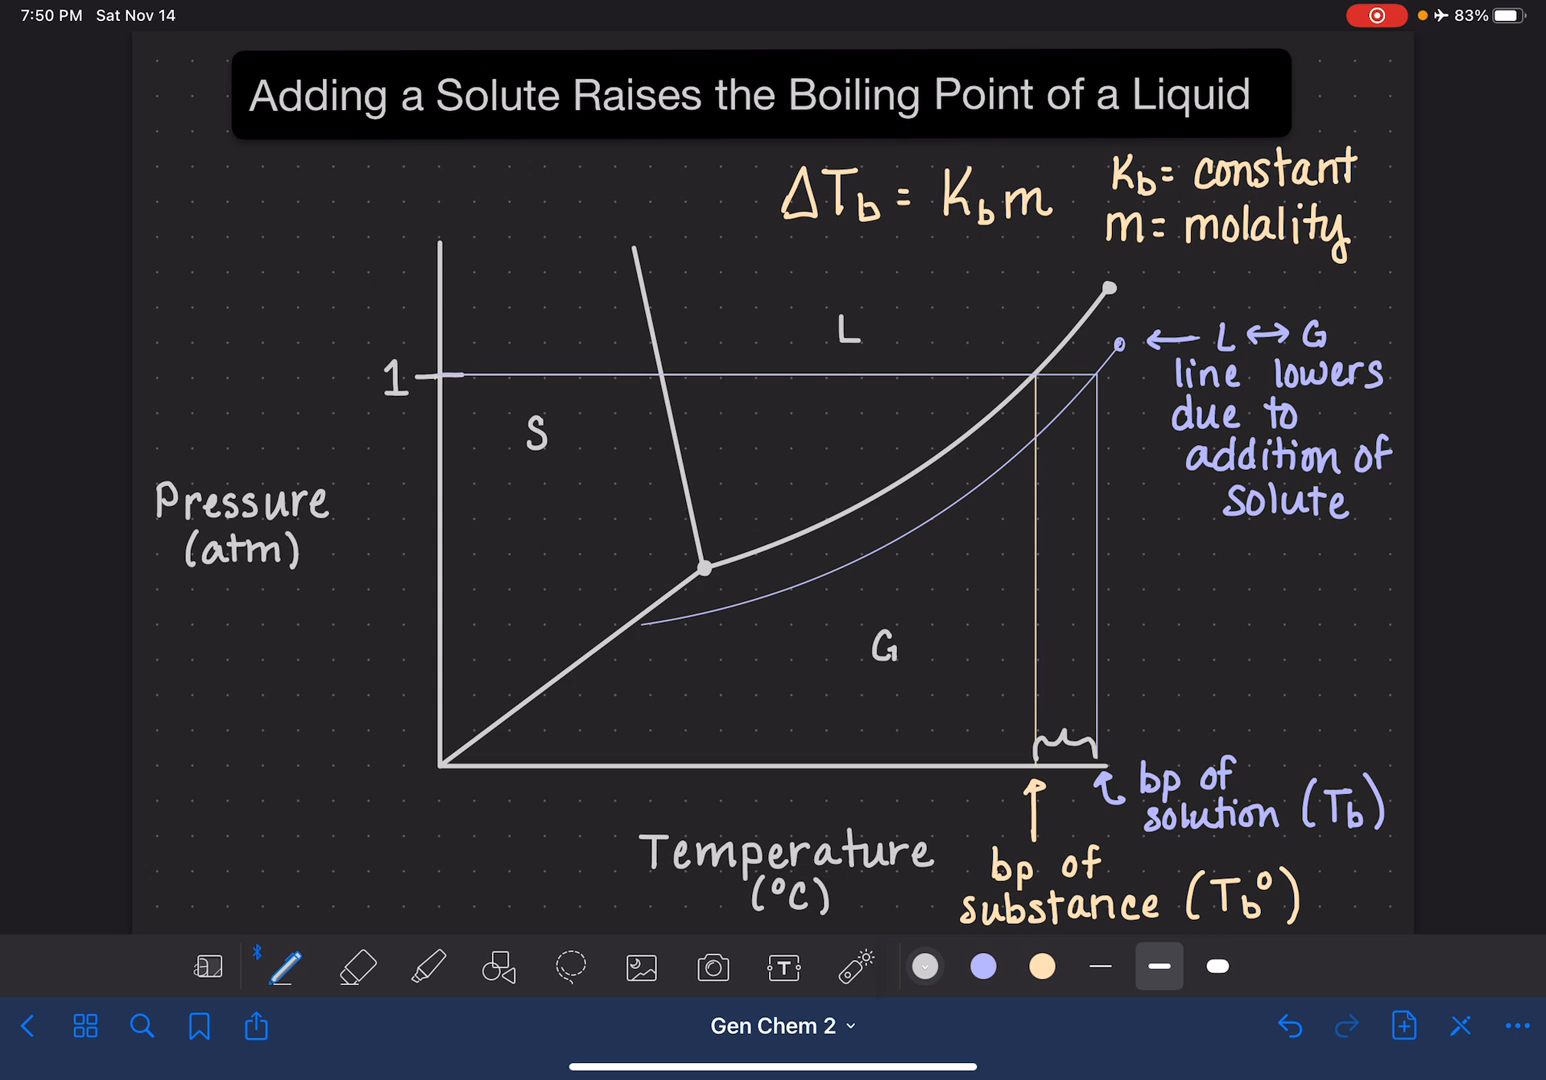 7:50 PM Sat Nov 14
83%
Adding a Solute Raises the Boiling Point of a Liquid
ΔTb = Kbm
Kb= constant
m= molality
L
1
S
← L ↔ G
line lowers
due to
addition of
solute
Pressure
(atm)
G
bp of
solution (Tb)
Temperature
(°C)
bp of
substance (Tb°)
T
Gen Chem 2